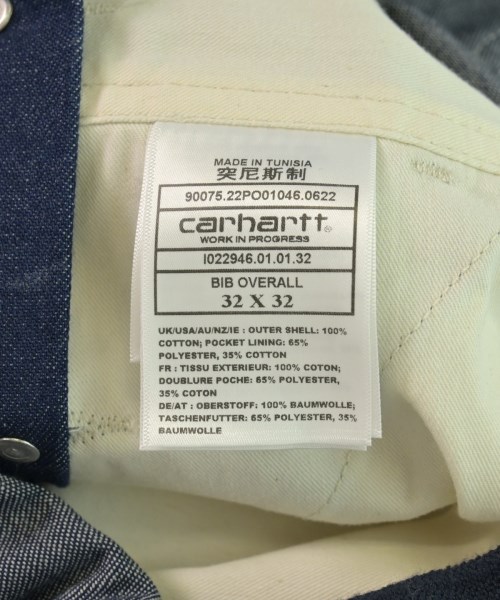 MADE IN TUNISIA
突尼斯制
90075.22PO01046.0622
carhartt®
WORK IN PROGRESS
I022946.01.01.32
BIB OVERALL
32 X 32
UK/USA/AU/NZ/IE : OUTER SHELL: 100%
COTTON; POCKET LINING: 65%
POLYESTER, 35% COTTON
FR : TISSU EXTERIEUR: 100% COTON;
DOUBLURE POCHE: 65% POLYESTER,
35% COTON
DE/AT : OBERSTOFF: 100% BAUMWOLLE;
TASCHENFUTTER: 65% POLYESTER, 35%
BAUMWOLLE